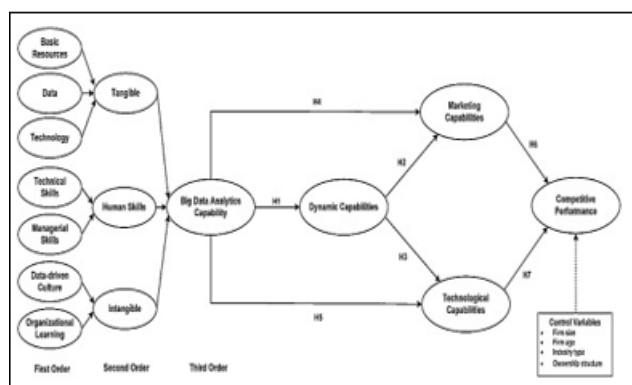 Basic
Resources
Data
Technology
Technical
Skills
Managerial
Skills
Data-driven
Culture
Organizational
Learning
First Order
Tangible
Human Skills
Intangible
Second Order
Big Data Analytics
Capability
Third Order
H4
H1
H5
Dynamic Capabilities
H2
H3
Marketing
Capabilities
Technological
Capabilities
H6
H7
Competitive
Performance
Control Variables
• Firm size
• Firm age
• Industry type
• Ownership structure